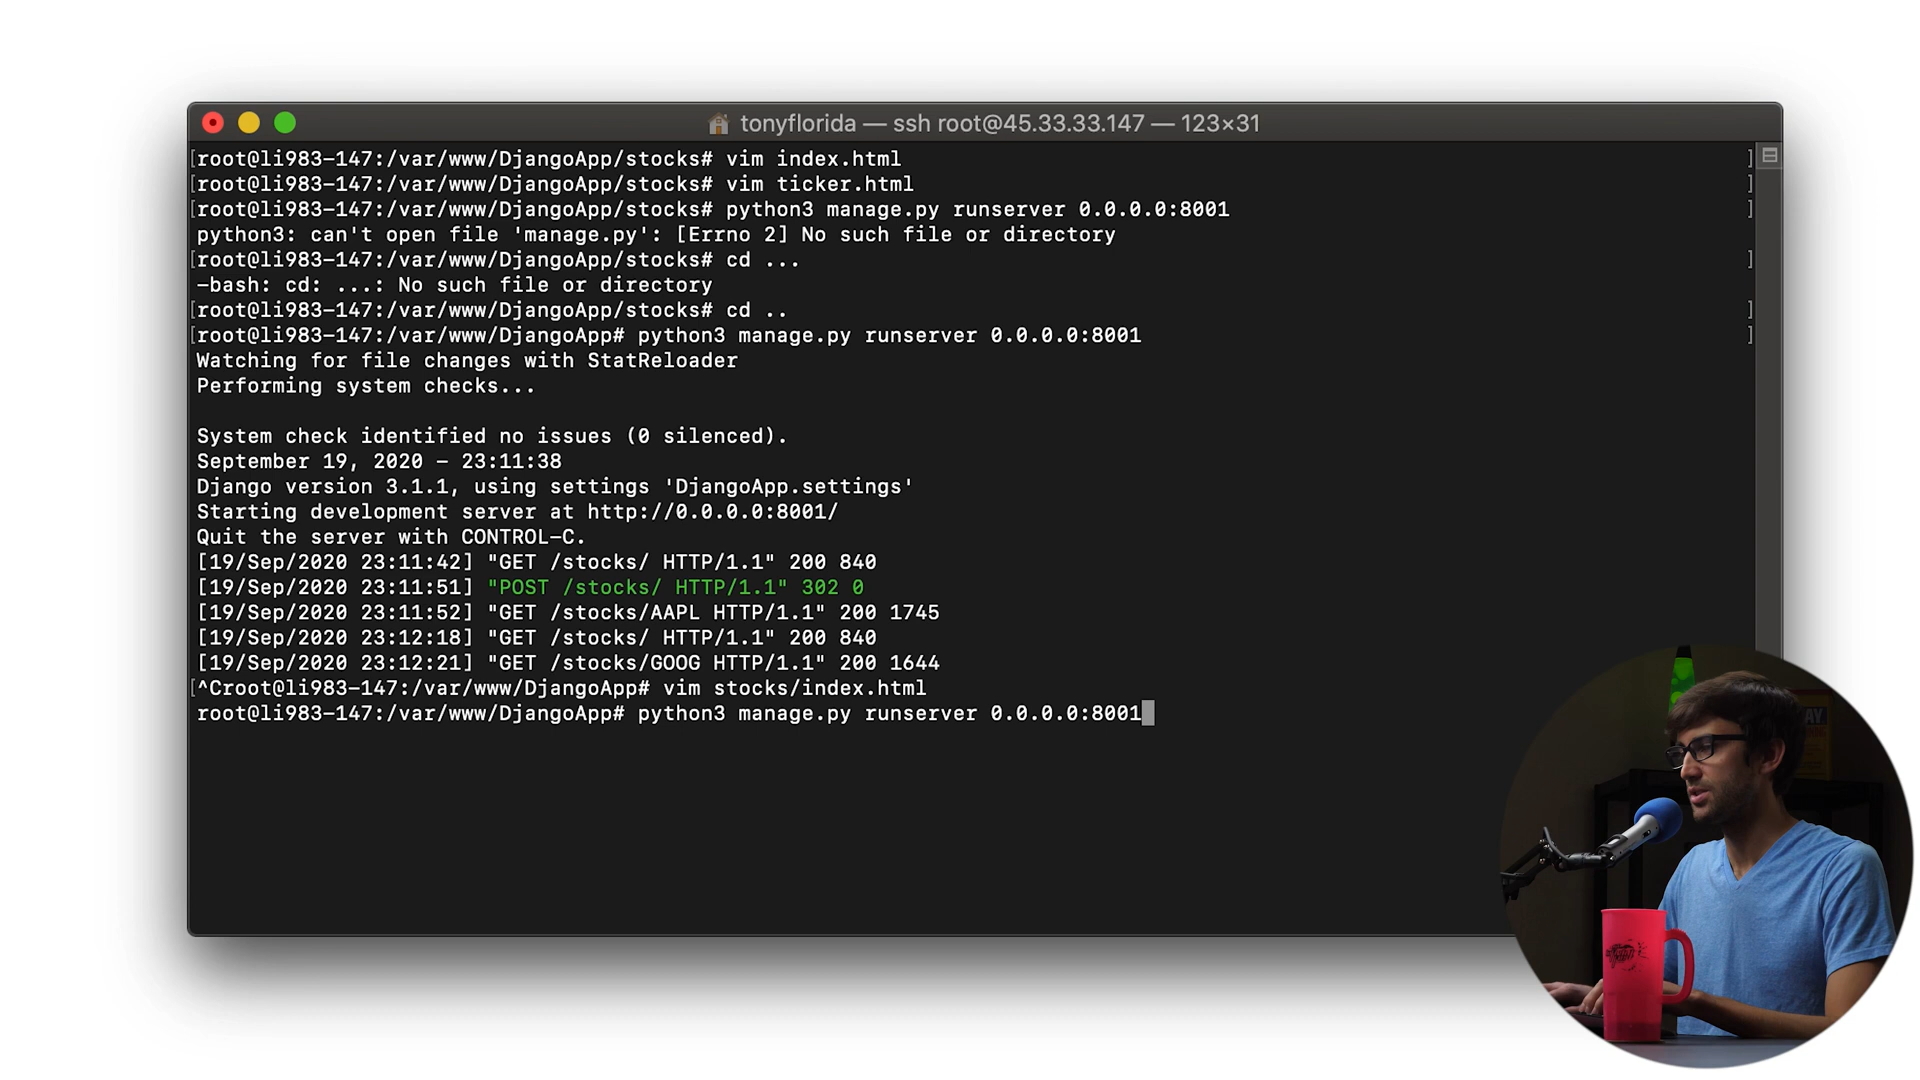 tonyflorida — ssh root@45.33.33.147 — 123×31
[root@li983-147:/var/www/DjangoApp/stocks# vim index.html ]
[root@li983-147:/var/www/DjangoApp/stocks# vim ticker.html ]
[root@li983-147:/var/www/DjangoApp/stocks# python3 manage.py runserver 0.0.0.0:8001 ]
python3: can't open file 'manage.py': [Errno 2] No such file or directory
[root@li983-147:/var/www/DjangoApp/stocks# cd ... ]
-bash: cd: ...: No such file or directory
[root@li983-147:/var/www/DjangoApp/stocks# cd .. ]
[root@li983-147:/var/www/DjangoApp# python3 manage.py runserver 0.0.0.0:8001 ]
Watching for file changes with StatReloader
Performing system checks...
System check identified no issues (0 silenced).
September 19, 2020 - 23:11:38
Django version 3.1.1, using settings 'DjangoApp.settings'
Starting development server at http://0.0.0.0:8001/
Quit the server with CONTROL-C.
[19/Sep/2020 23:11:42] "GET /stocks/ HTTP/1.1" 200 840
[19/Sep/2020 23:11:51] "POST /stocks/ HTTP/1.1" 302 0
[19/Sep/2020 23:11:52] "GET /stocks/AAPL HTTP/1.1" 200 1745
[19/Sep/2020 23:12:18] "GET /stocks/ HTTP/1.1" 200 840
[19/Sep/2020 23:12:21] "GET /stocks/GOOG HTTP/1.1" 200 1644
[^Croot@li983-147:/var/www/DjangoApp# vim stocks/index.html
root@li983-147:/var/www/DjangoApp# python3 manage.py runserver 0.0.0.0:8001